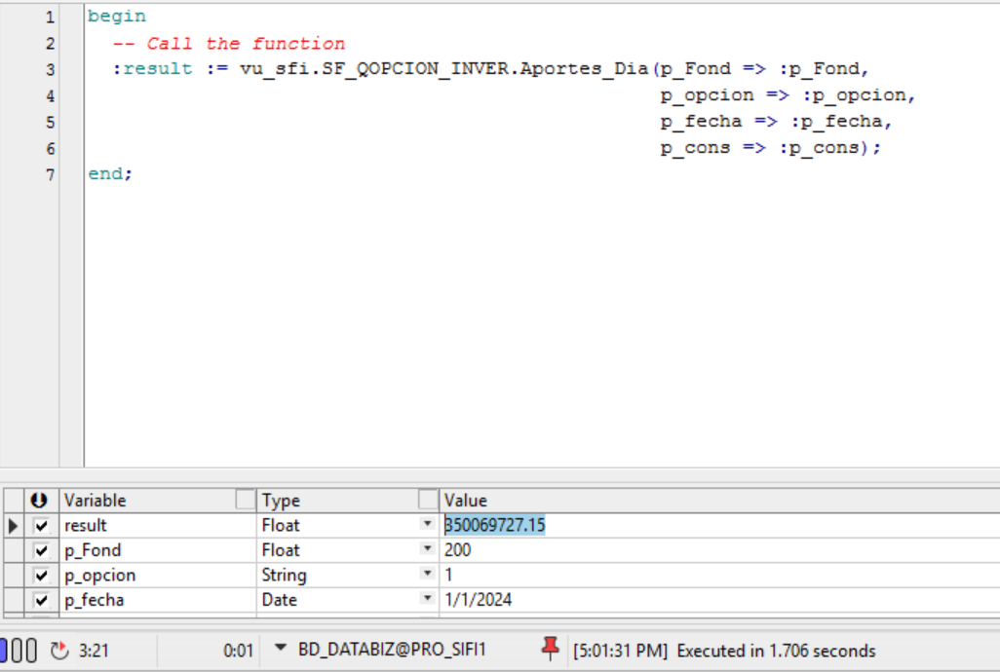 1 begin
2 -- Call the function
3 :result := vu_sfi.SF_QOPCION_INVER.Aportes_Dia(p_Fond => :p_Fond,
4 p_opcion => :p_opcion,
5 p_fecha => :p_fecha,
6 p_cons => :p_cons);
7 end;
Variable Type Value
result Float 350069727.15
p_Fond Float 200
p_opcion String 1
p_fecha Date 1/1/2024
3:21 0:01 BD_DATABIZ@PRO_SIFI1 [5:01:31 PM] Executed in 1.706 seconds